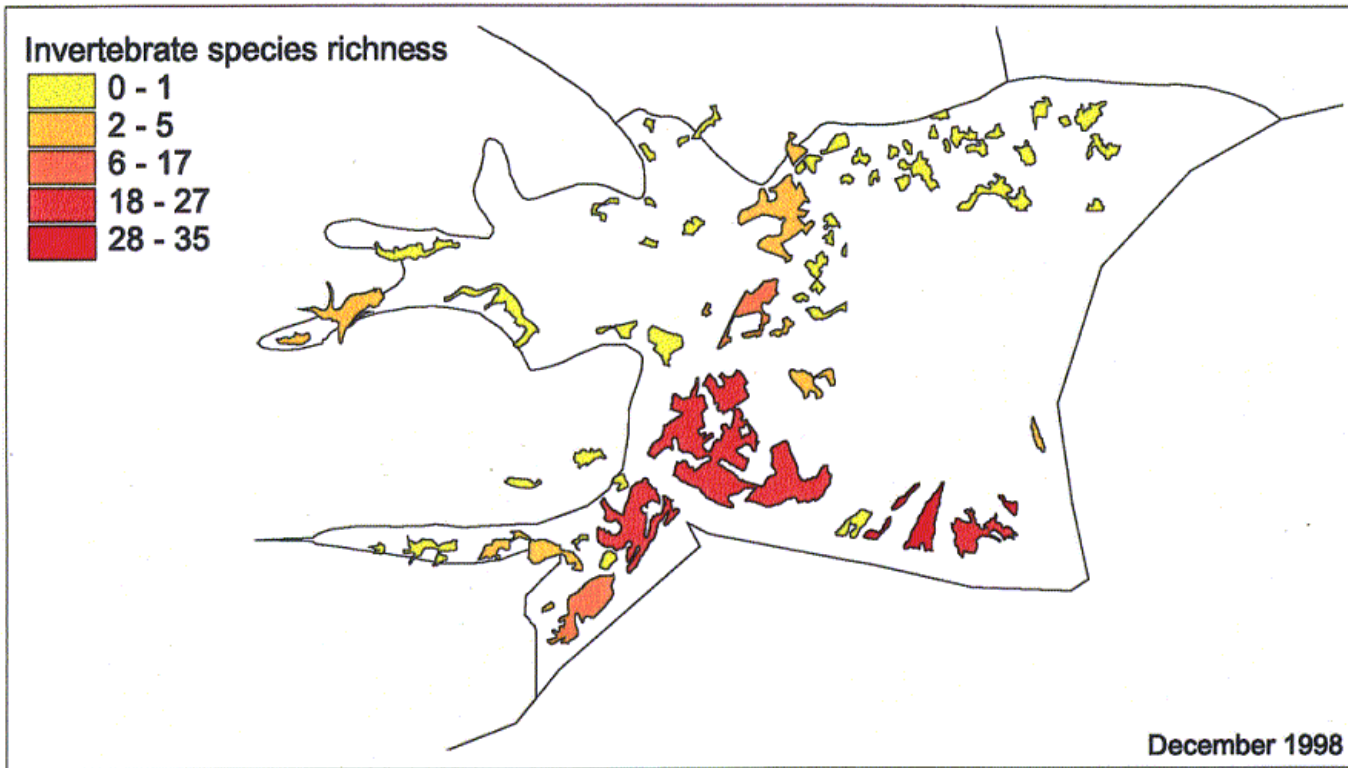 Invertebrate species richness
0 - 1
2 - 5
6 - 17
18 - 27
28 - 35
December 1998